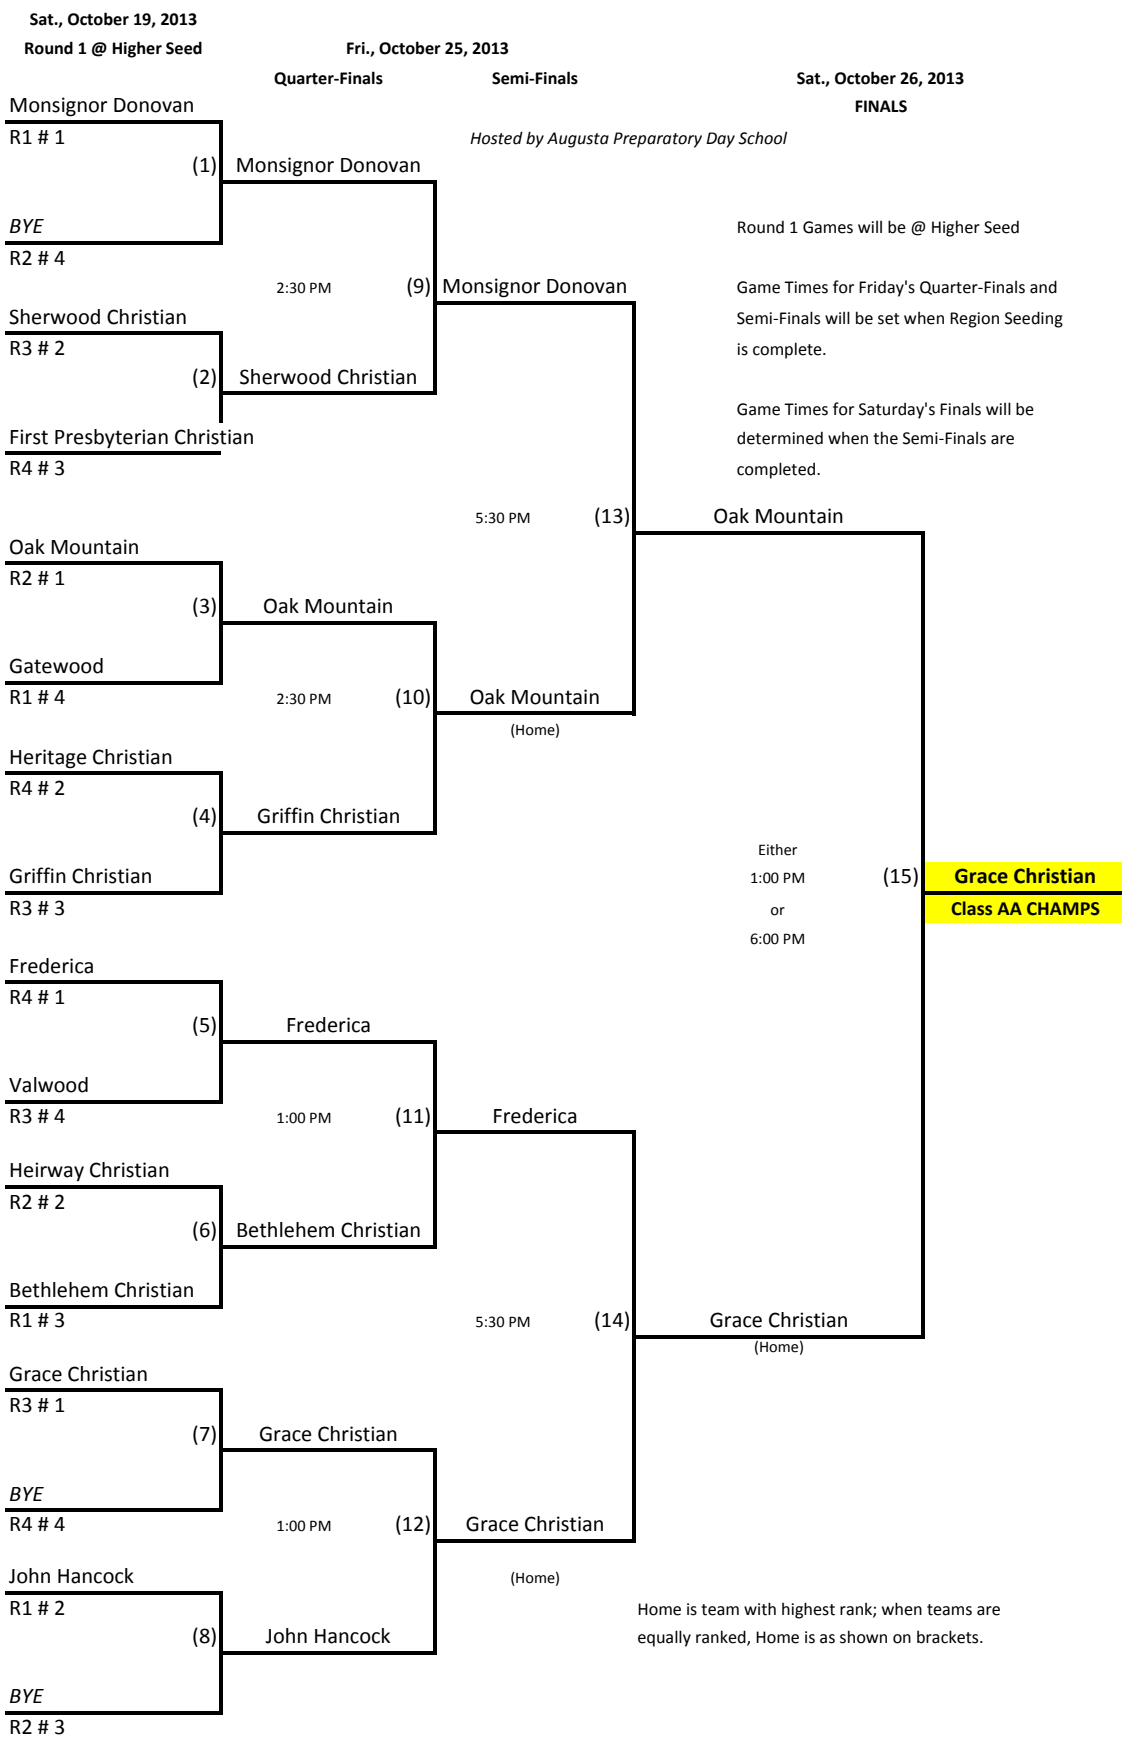 Sat., October 19, 2013
Round 1 @ Higher Seed
Fri., October 25, 2013
Quarter-Finals
Semi-Finals
Sat., October 26, 2013
FINALS
Monsignor Donovan
R1 # 1
Hosted by Augusta Preparatory Day School
(1)
Monsignor Donovan
BYE
R2 # 4
Round 1 Games will be @ Higher Seed
2:30 PM
(9)
Monsignor Donovan
Game Times for Friday's Quarter-Finals and
Semi-Finals will be set when Region Seeding
is complete.
Sherwood Christian
R3 # 2
(2)
Sherwood Christian
Game Times for Saturday's Finals will be
determined when the Semi-Finals are
completed.
First Presbyterian Christian
R4 # 3
5:30 PM
(13)
Oak Mountain
Oak Mountain
R2 # 1
(3)
Oak Mountain
Gatewood
R1 # 4
2:30 PM
(10)
Oak Mountain
(Home)
Heritage Christian
R4 # 2
(4)
Griffin Christian
Griffin Christian
R3 # 3
Either
1:00 PM
or
6:00 PM
(15)
Grace Christian
Class AA CHAMPS
Frederica
R4 # 1
(5)
Frederica
Valwood
R3 # 4
1:00 PM
(11)
Frederica
Heirway Christian
R2 # 2
(6)
Bethlehem Christian
Bethlehem Christian
R1 # 3
5:30 PM
(14)
Grace Christian
(Home)
Grace Christian
R3 # 1
(7)
Grace Christian
BYE
R4 # 4
1:00 PM
(12)
Grace Christian
(Home)
John Hancock
R1 # 2
(8)
John Hancock
Home is team with highest rank; when teams are
equally ranked, Home is as shown on brackets.
BYE
R2 # 3